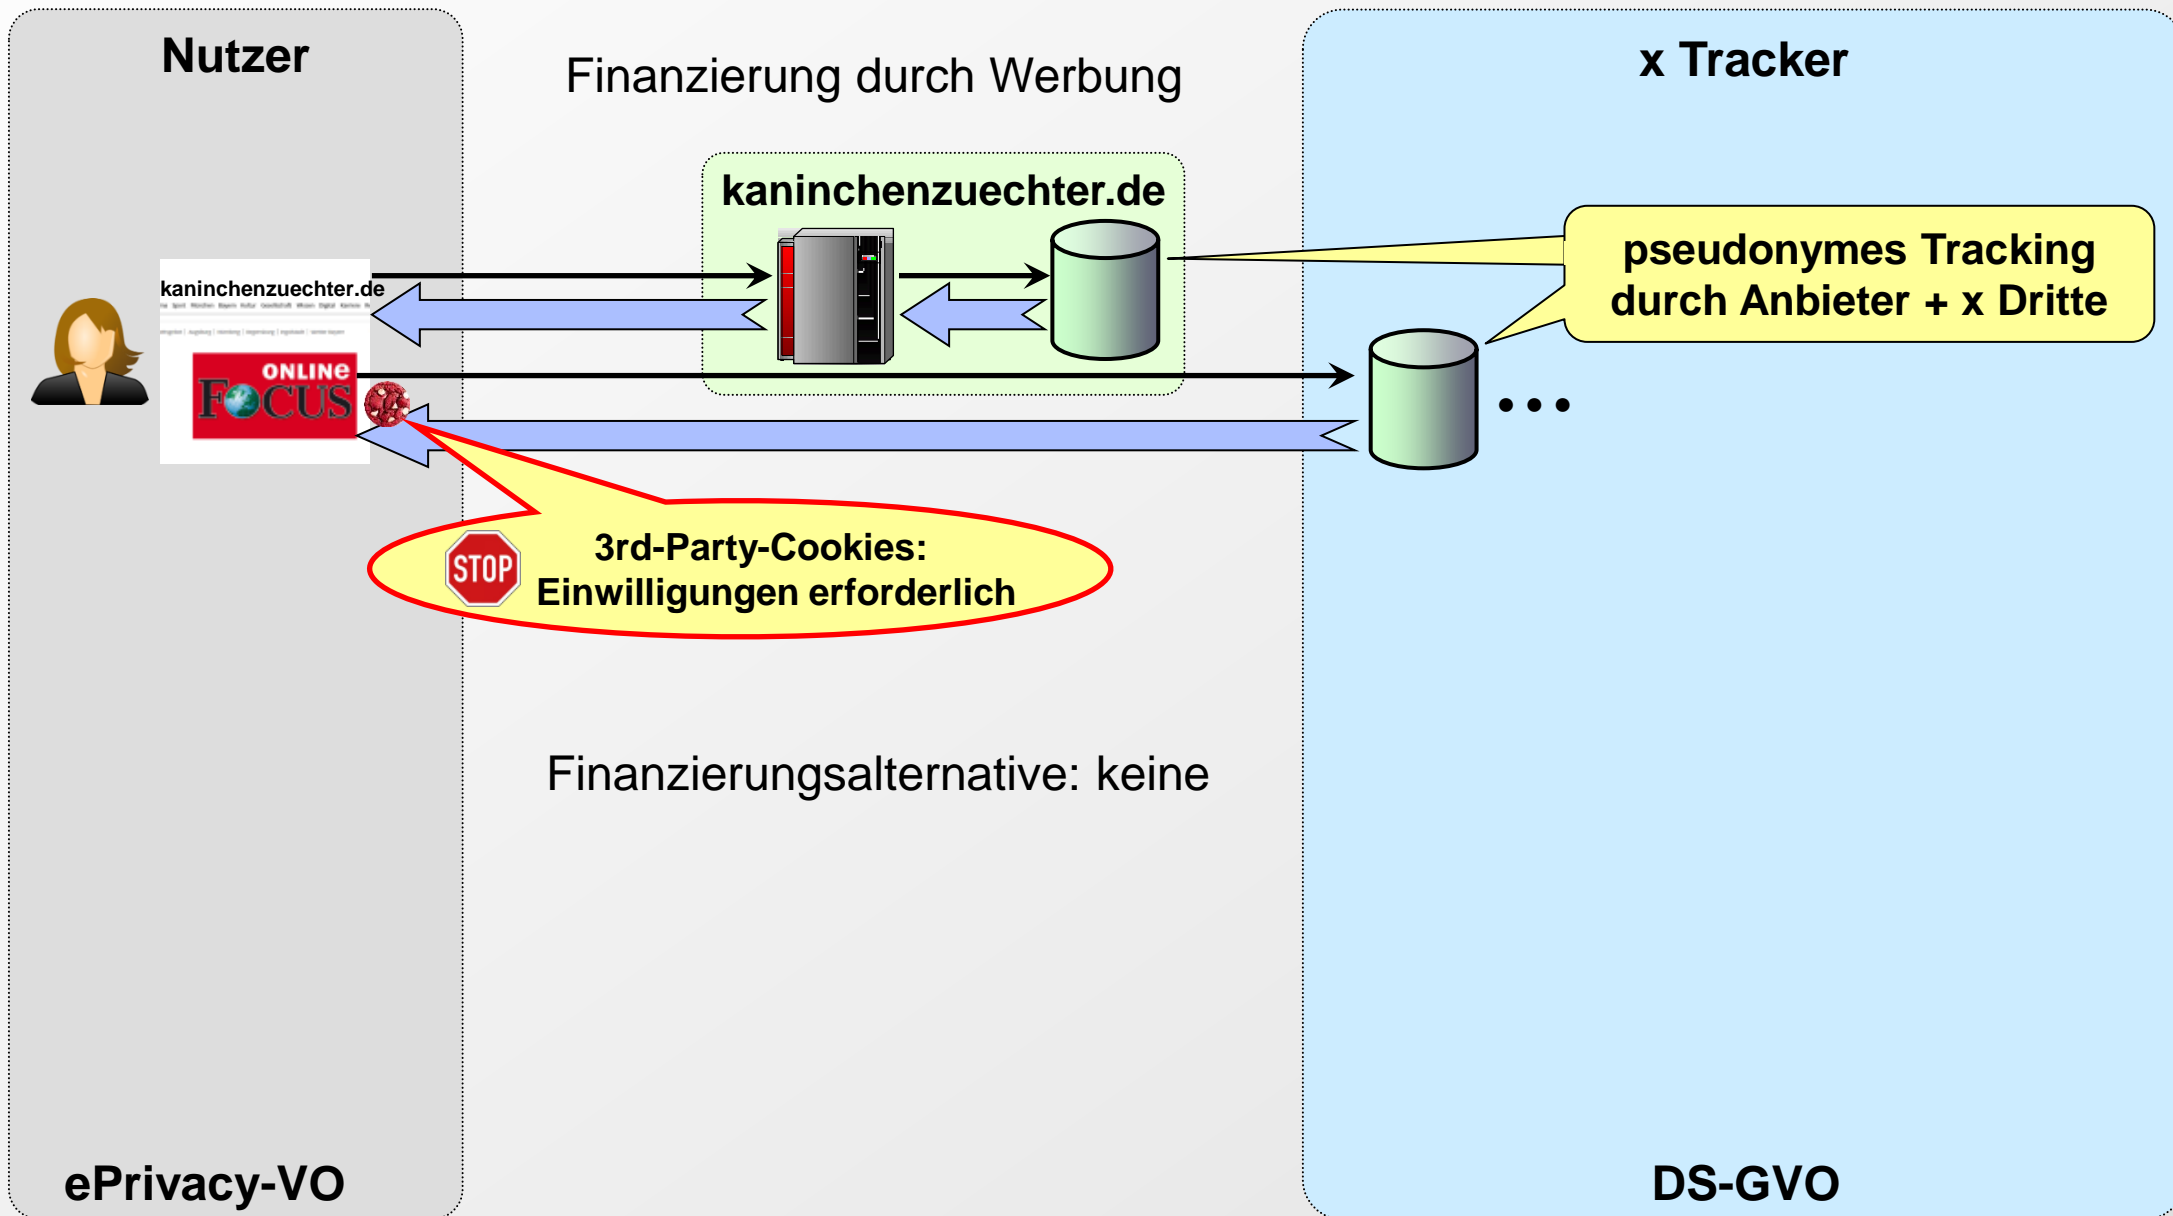 Nutzer
Finanzierung durch Werbung
x Tracker
kaninchenzuechter.de
pseudonymes Tracking
durch Anbieter + x Dritte
kaninchenzuechter.de
ONLINE
FOCUS
3rd-Party-Cookies:
STOP
Einwilligungen erforderlich
Finanzierungsalternative: keine
ePrivacy-VO
DS-GVO